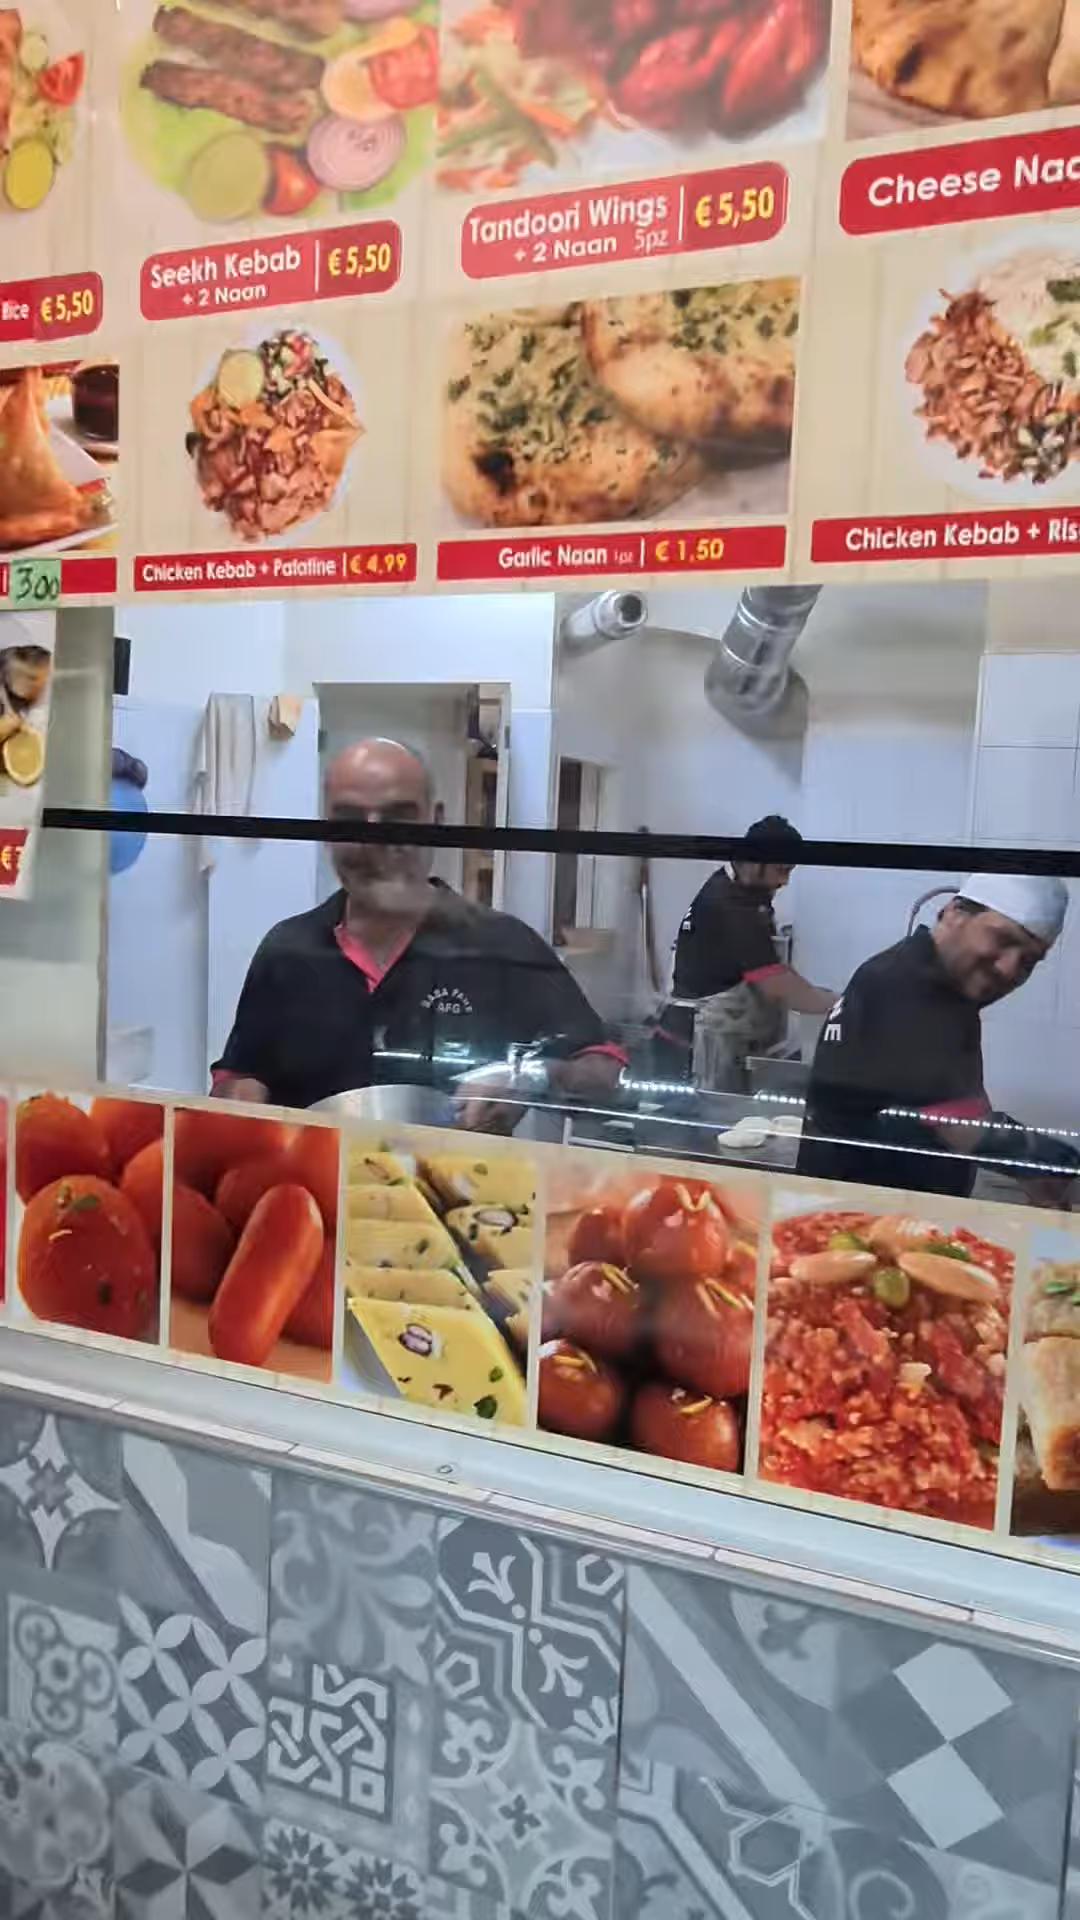 Cheese Naa
Tandoori Wings € 5,50
+ 2 Naan 5pz
Seekh Kebab € 5,50
+ 2 Naan
Rice € 5,50
Chicken Kebab + Ris
Garlic Naan 1pz € 1,50
Chicken Kebab + Patatine € 4,99
300
€
AFG